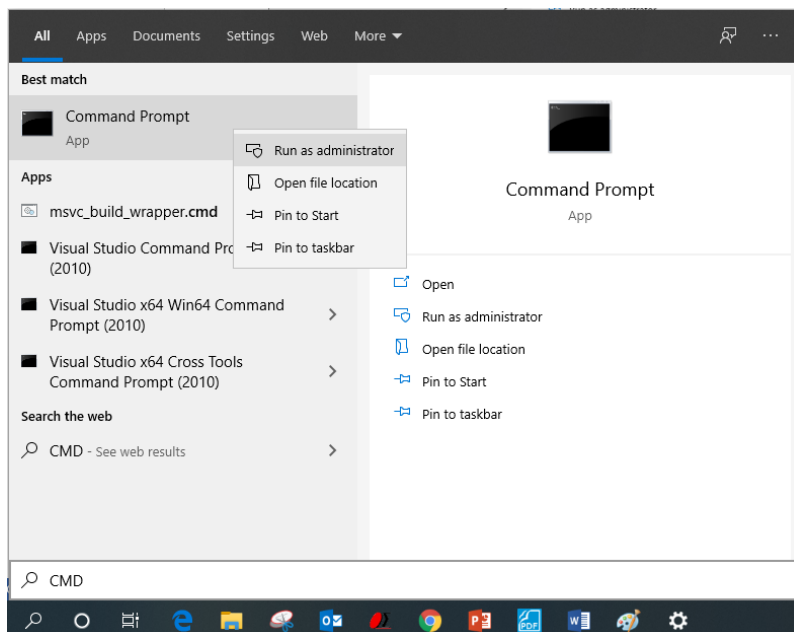 Run as administrator
All Apps Documents Settings Web More
Best match
Command Prompt
App
Run as administrator
Open file location
Pin to Start
Pin to taskbar
Apps
msvc_build_wrapper.cmd
Visual Studio Command Pro
(2010)
Visual Studio x64 Win64 Command
Prompt (2010)
Visual Studio x64 Cross Tools
Command Prompt (2010)
Search the web
CMD - See web results
Command Prompt
App
Open
Run as administrator
Open file location
Pin to Start
Pin to taskbar
CMD